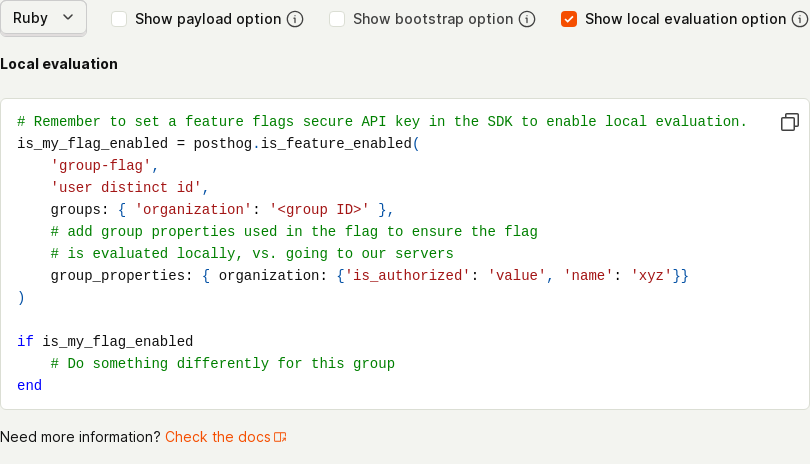 Ruby Show payload option Show bootstrap option Show local evaluation option
Local evaluation
# Remember to set a feature flags secure API key in the SDK to enable local evaluation.
is_my_flag_enabled = posthog.is_feature_enabled(
    'group-flag',
    'user distinct id',
    groups: { 'organization': '<group ID>' },
    # add group properties used in the flag to ensure the flag
    # is evaluated locally, vs. going to our servers
    group_properties: { organization: {'is_authorized': 'value', 'name': 'xyz'}}
)
if is_my_flag_enabled
    # Do something differently for this group
end
Need more information? Check the docs